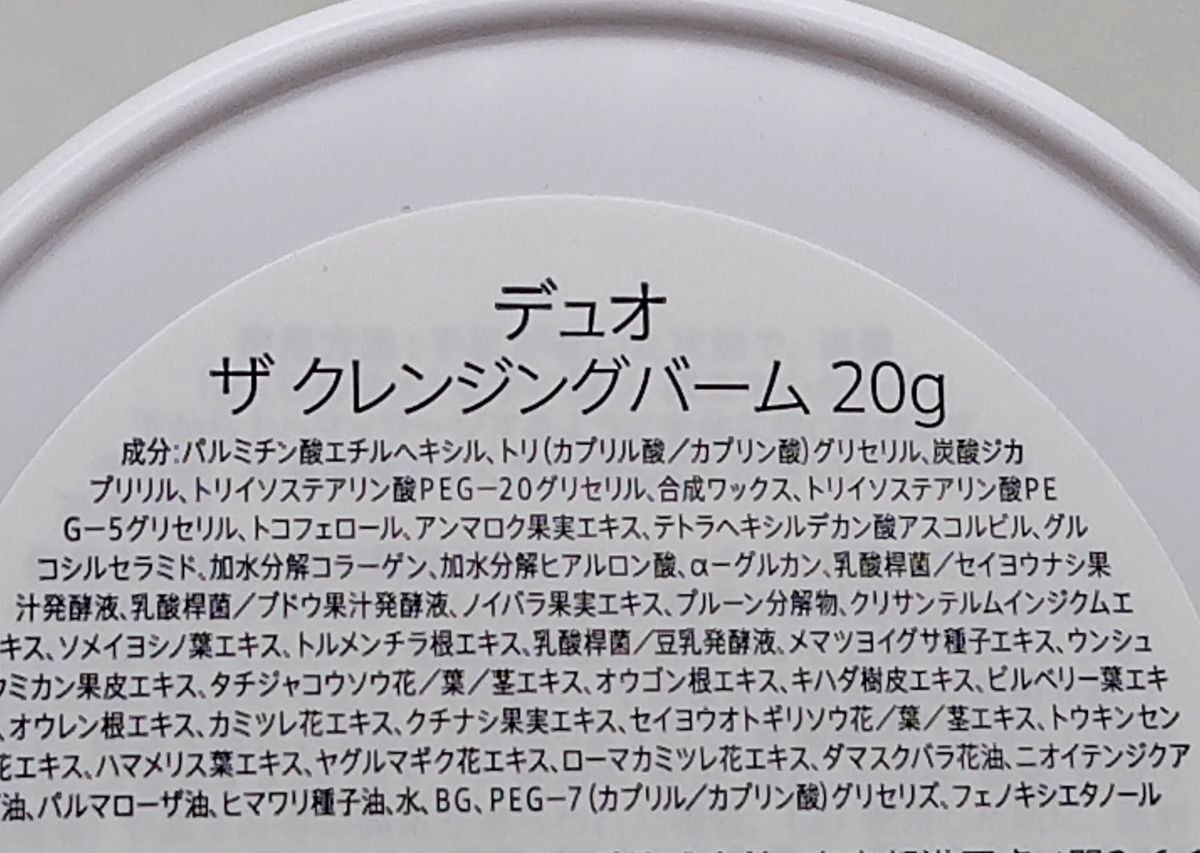 デュオ
ザ クレンジングバーム 20g
成分:パルミチン酸エチルヘキシル、トリ(カプリル酸／カプリン酸)グリセリル、炭酸ジカ
プリリル、トリイソステアリン酸PEG－20グリセリル、合成ワックス、トリイソステアリン酸PE
G－5グリセリル、トコフェロール、アンマロク果実エキス、テトラヘキシルデカン酸アスコルビル、グル
コシルセラミド、加水分解コラーゲン、加水分解ヒアルロン酸、α－グルカン、乳酸桿菌／セイヨウナシ果
汁発酵液、乳酸桿菌／ブドウ果汁発酵液、ノイバラ果実エキス、プルーン分解物、クリサンテルムインジクムエ
キス、ソメイヨシノ葉エキス、トルメンチラ根エキス、乳酸桿菌／豆乳発酵液、メマツヨイグサ種子エキス、ウンシュ
ウミカン果皮エキス、タチジャコウソウ花／葉／茎エキス、オウゴン根エキス、キハダ樹皮エキス、ビルベリー葉エキ
、オウレン根エキス、カミツレ花エキス、クチナシ果実エキス、セイヨウオトギリソウ花／葉／茎エキス、トウキンセン
花エキス、ハマメリス葉エキス、ヤグルマギク花エキス、ローマカミツレ花エキス、ダマスクバラ花油、ニオイテンジクア
油、パルマローザ油、ヒマワリ種子油、水、BG、PEG－7(カプリル／カプリン酸)グリセリズ、フェノキシエタノール